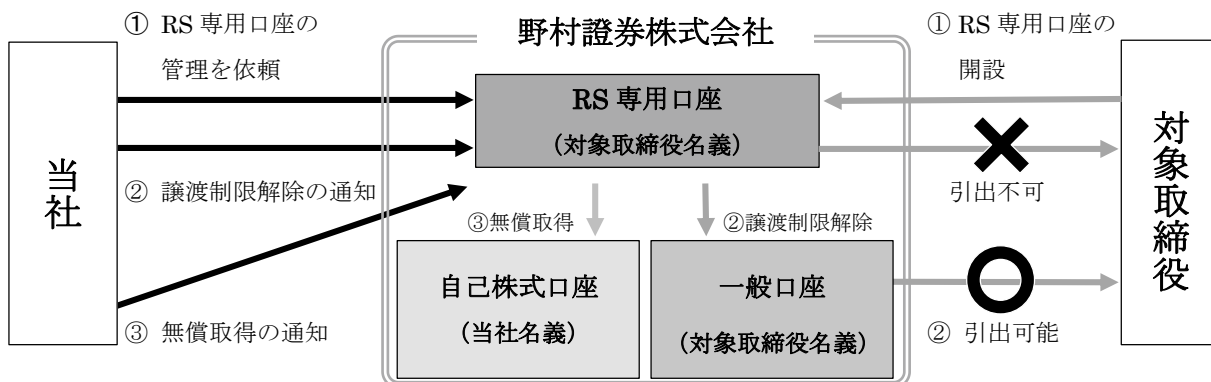 ① RS 専用口座の
管理を依頼
野村證券株式会社
① RS 専用口座の
開設
RS 専用口座
(対象取締役名義)
当社
対象取締役
引出不可
② 譲渡制限解除の通知
③無償取得
②譲渡制限解除
自己株式口座
(当社名義)
一般口座
(対象取締役名義)
③ 無償取得の通知
② 引出可能